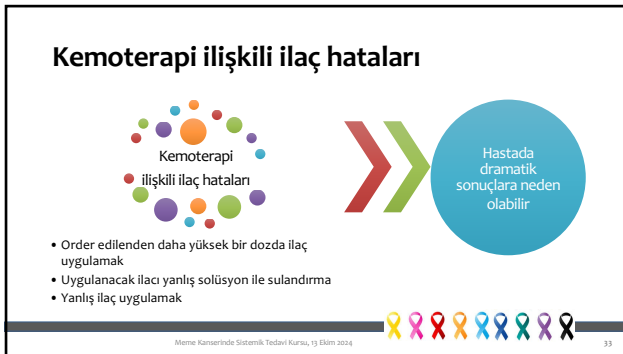 Kemoterapi ilişkili ilaç hataları
Kemoterapi
ilişkili ilaç hataları
Hastada
dramatik
sonuçlara neden
olabilir
• Order edilenden daha yüksek bir dozda ilaç
uygulamak
• Uygulanacak ilacı yanlış solüsyon ile sulandırma
• Yanlış ilaç uygulamak
Meme Kanserinde Sistemik Tedavi Kursu, 13 Ekim 2024
33